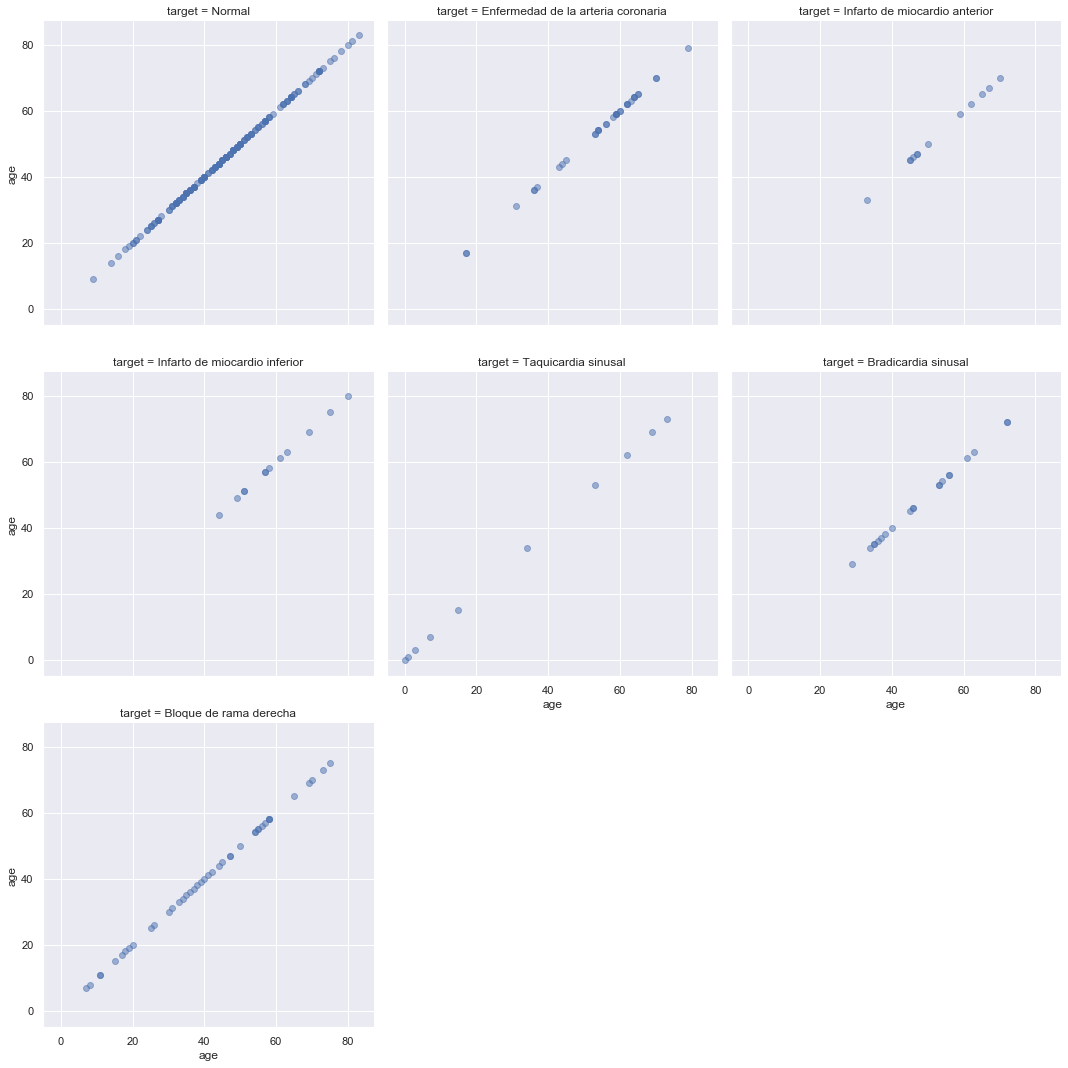 target = Normal
target = Enfermedad de la arteria coronaria
target = Infarto de miocardio anterior
80
60
age
40
20
0
target = Infarto de miocardio inferior
target = Taquicardia sinusal
target = Bradicardia sinusal
80
60
age
40
20
0
0 20 40 60 80
age
0 20 40 60 80
age
target = Bloque de rama derecha
80
60
age
40
20
0
0 20 40 60 80
age